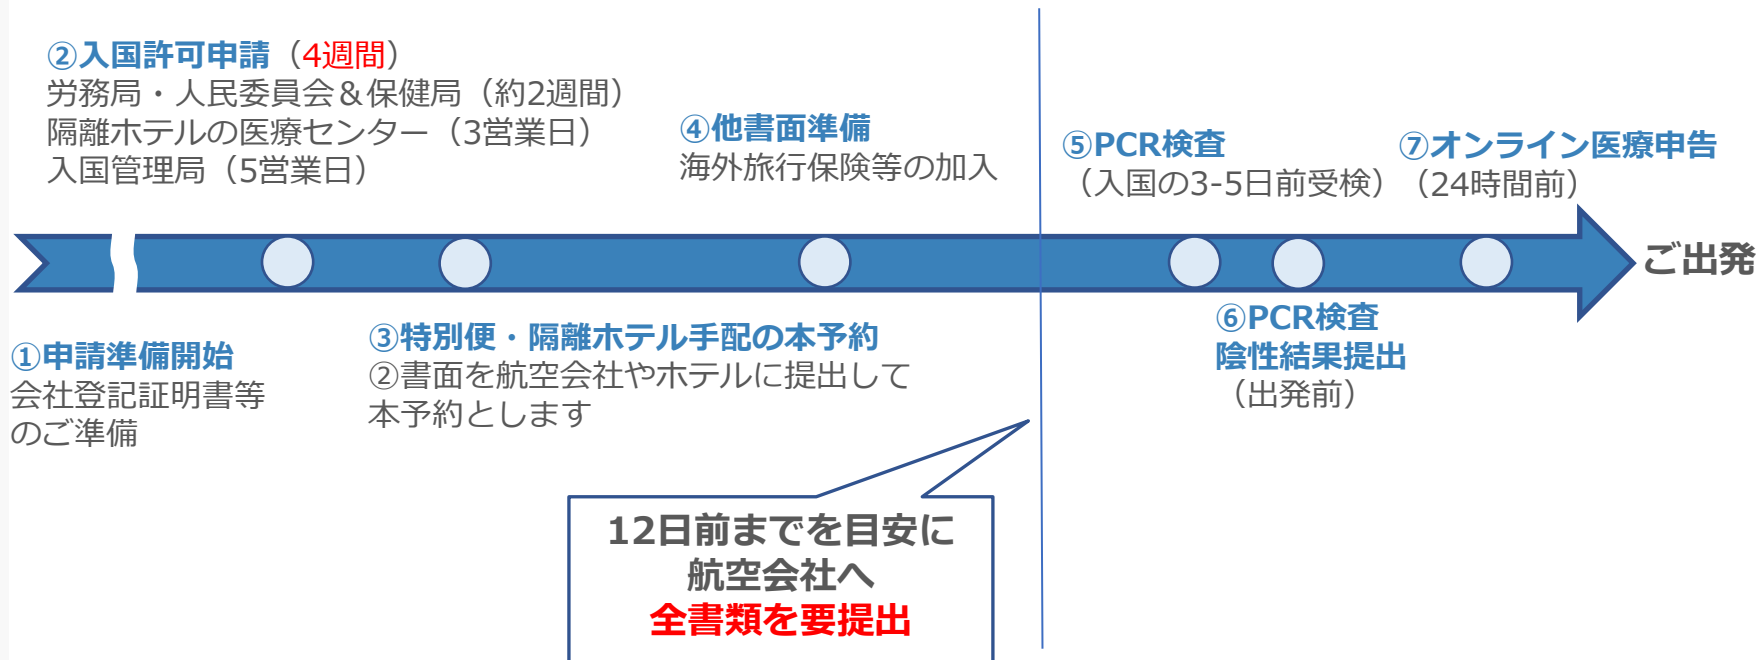 ②入国許可申請（4週間）
労務局・人民委員会＆保健局（約2週間）
隔離ホテルの医療センター（3営業日）
入国管理局（5営業日）
④他書面準備
海外旅行保険等の加入
⑤PCR検査
（入国の3-5日前受検）
⑦オンライン医療申告
（24時間前）
ご出発
①申請準備開始
会社登記証明書等
のご準備
③特別便・隔離ホテル手配の本予約
②書面を航空会社やホテルに提出して
本予約とします
⑥PCR検査
陰性結果提出
（出発前）
12日前までを目安に
航空会社へ
全書類を要提出